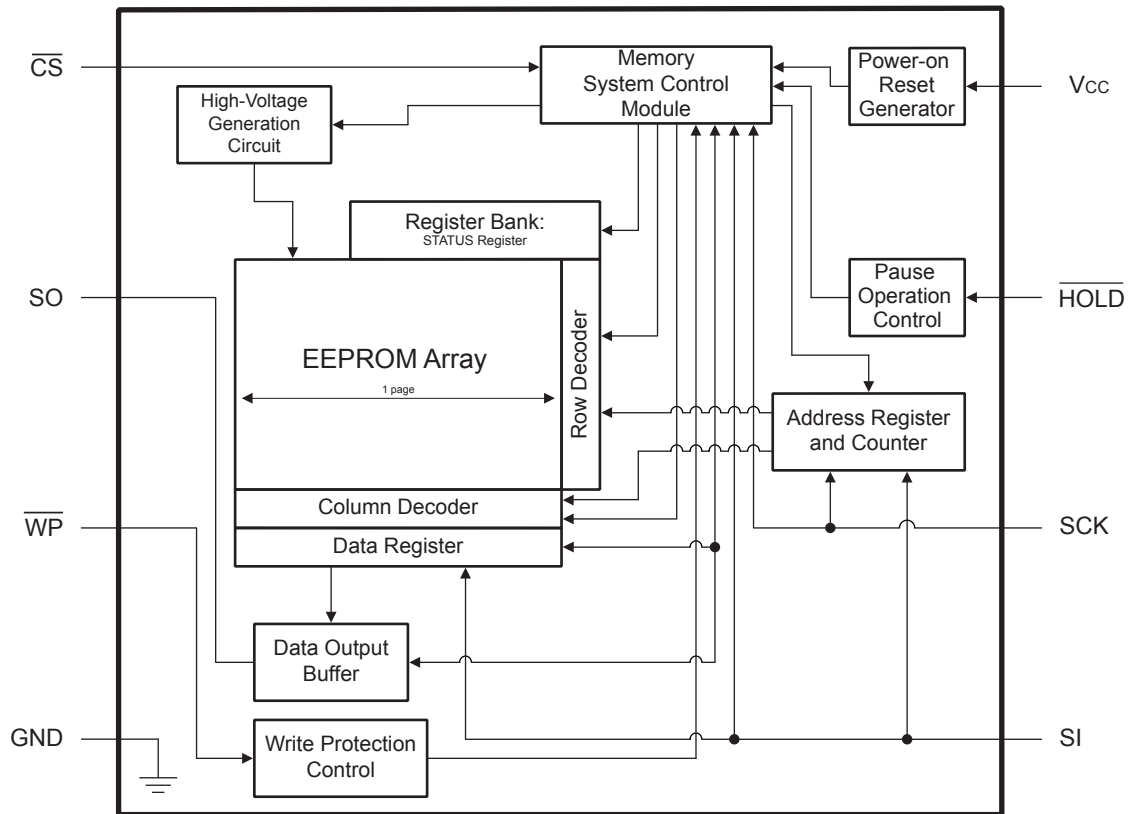 CS
Memory
System Control
Module
Power-on
Reset
Generator
VCC
High-Voltage
Generation
Circuit
Register Bank:
STATUS Register
SO
Pause
Operation
Control
HOLD
EEPROM Array
1 page
Row Decoder
Address Register
and Counter
Column Decoder
WP
SCK
Data Register
Data Output
Buffer
GND
Write Protection
Control
SI